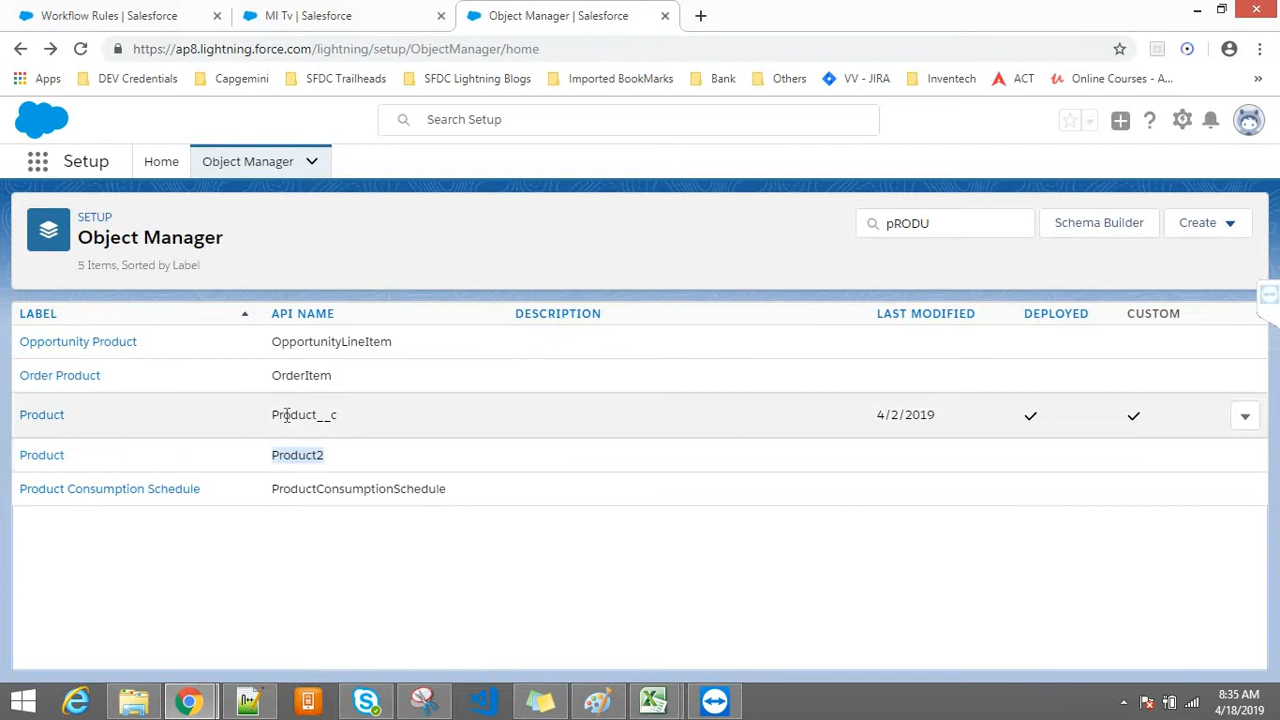 Workflow Rules | Salesforce
MI Tv | Salesforce
Object Manager | Salesforce
https://ap8.lightning.force.com/lightning/setup/ObjectManager/home
Apps
DEV Credentials
Capgemini
SFDC Trailheads
SFDC Lightning Blogs
Imported BookMarks
Bank
Others
VV - JIRA
Inventech
ACT
Online Courses - A...
Search Setup
Setup
Home
Object Manager
SETUP
Object Manager
5 Items, Sorted by Label
pRODU
Schema Builder
Create
LABEL API NAME DESCRIPTION LAST MODIFIED DEPLOYED CUSTOM
Opportunity Product OpportunityLineItem
Order Product OrderItem
Product Product__c 4/2/2019
Product Product2
Product Consumption Schedule ProductConsumptionSchedule
8:35 AM
4/18/2019